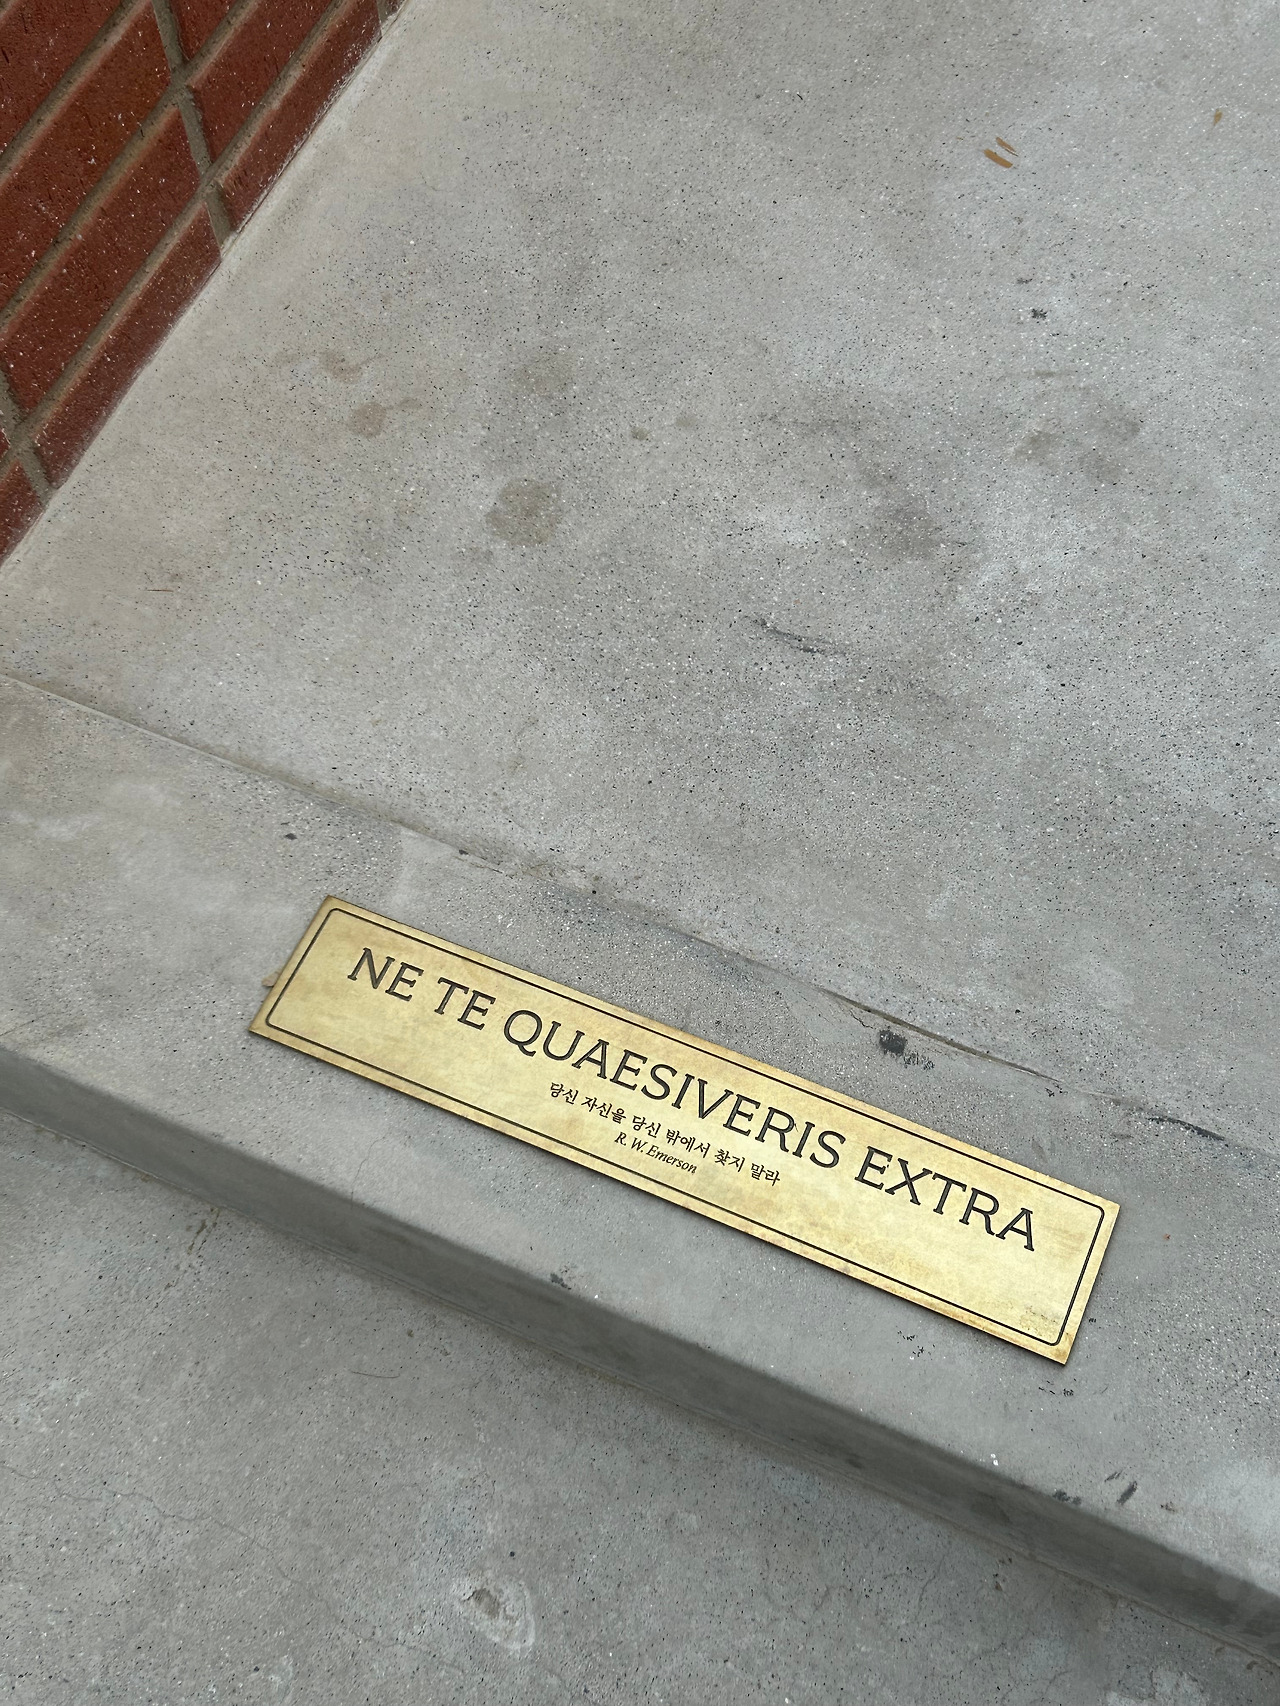 NE TE QUAESIVERIS EXTRA
당신 자신을 당신 밖에서 찾지 말라
R. W. Emerson